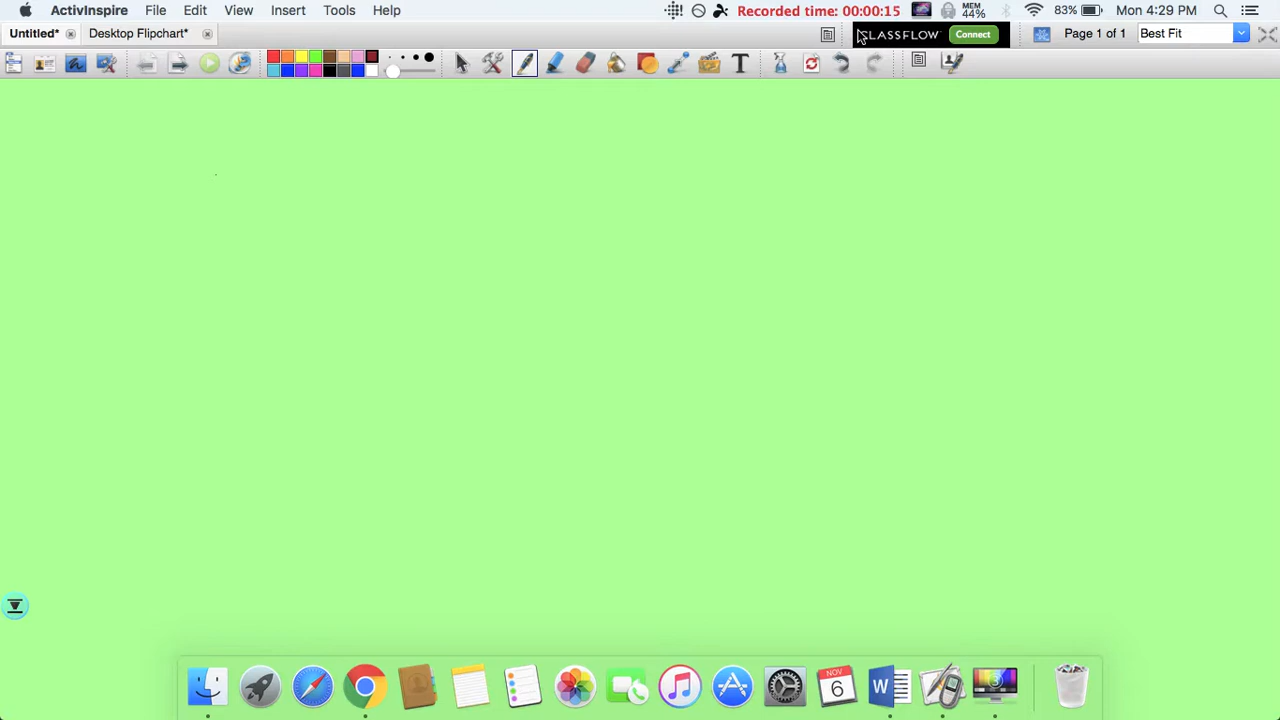 ActivInspire File Edit View Insert Tools Help Recorded time: 00:00:15 MEM 44% 83% Mon 4:29 PM
Untitled* Desktop Flipchart* CLASSFLOW Connect Page 1 of 1 Best Fit
T
NOV
6
W